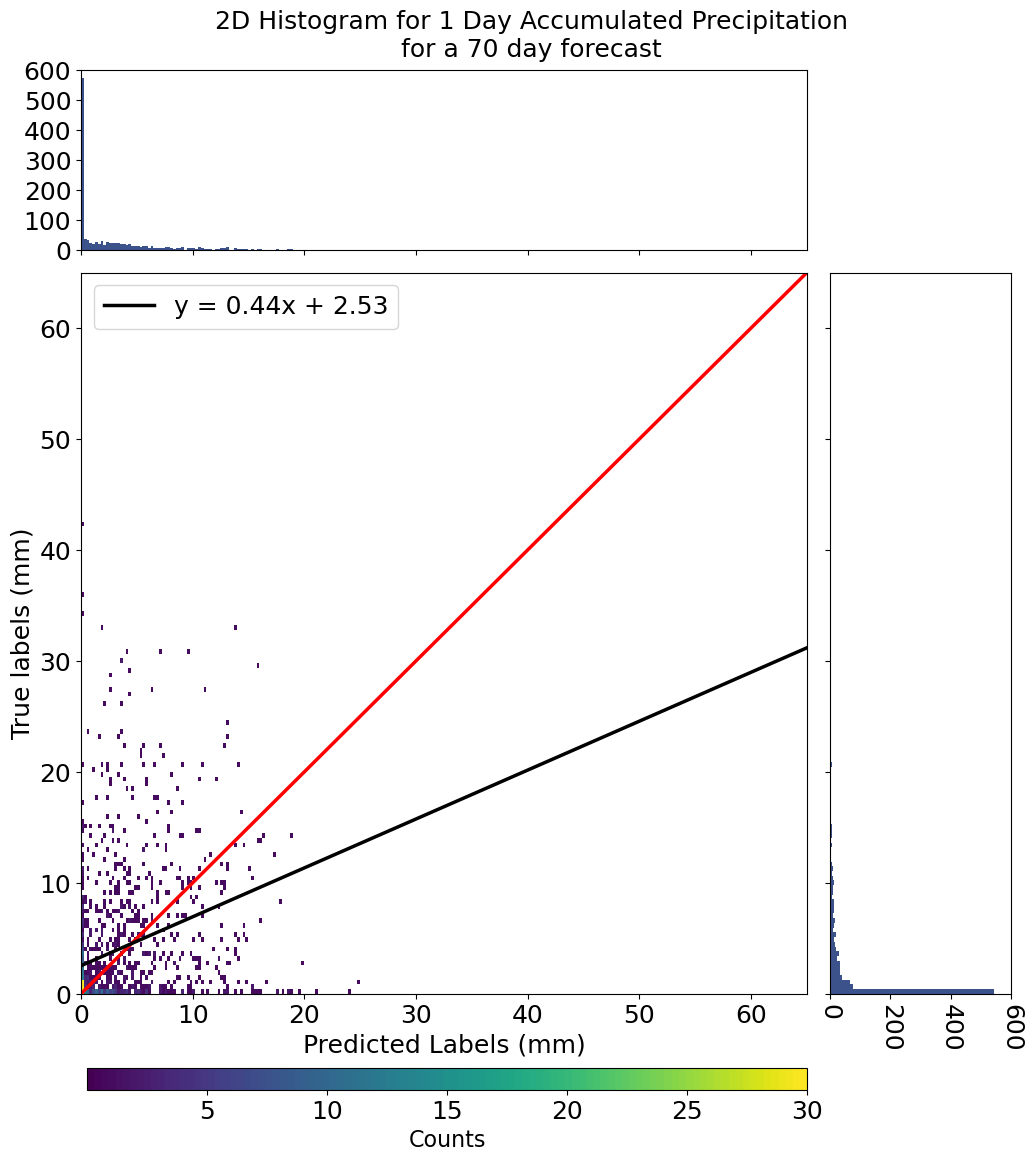 2D Histogram for 1 Day Accumulated Precipitation
for a 70 day forecast
600
500
400
300
200
100
0
y = 0.44x + 2.53
60
50
40
30
20
10
0
True labels (mm)
0 10 20 30 40 50 60
Predicted Labels (mm)
0 200 400 600
5 10 15 20 25 30
Counts